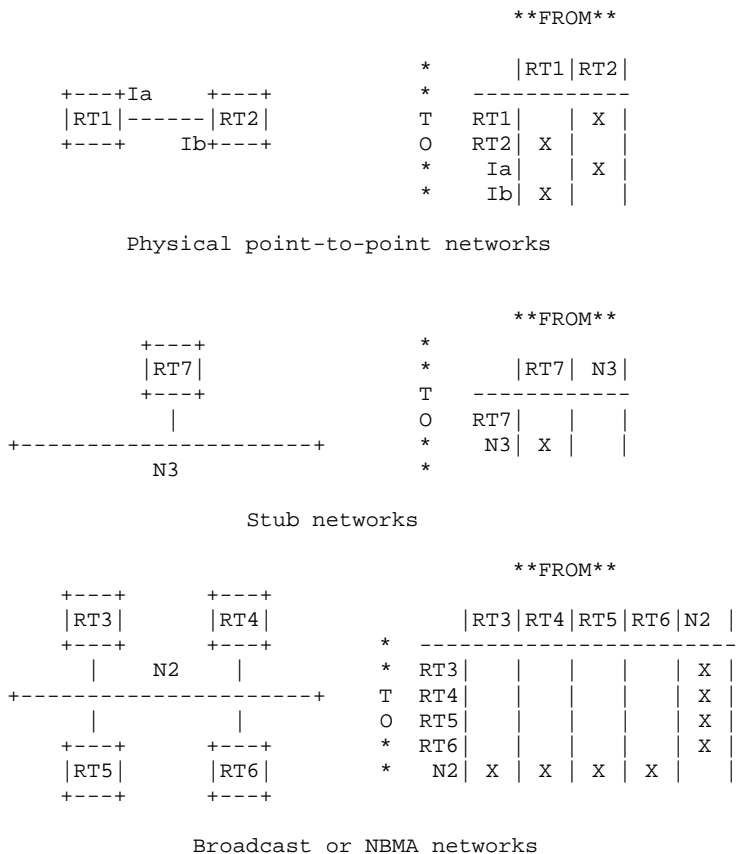 **FROM**

                                           *      |RT1|RT2|
        +---+Ia     +---+                  *   ------------
        |RT1|------|RT2|                   T   RT1|   | X |
        +---+    Ib+---+                   O   RT2| X |   |
                                           *    Ia|   | X |
                                           *    Ib| X |   |

             Physical point-to-point networks

                                                  **FROM**
              +---+                        *
              |RT7|                        *      |RT7| N3|
              +---+                        T   ------------
                |                          O   RT7|   |   |
    +----------------------+               *    N3| X |   |
               N3                          *

                         Stub networks

                                                  **FROM**
        +---+     +---+
        |RT3|     |RT4|                       |RT3|RT4|RT5|RT6|N2 |
        +---+     +---+                 *  ------------------------
          |    N2   |                   *  RT3|   |   |   |   | X |
    +----------------------+            T  RT4|   |   |   |   | X |
          |         |                   O  RT5|   |   |   |   | X |
        +---+     +---+                 *  RT6|   |   |   |   | X |
        |RT5|     |RT6|                 *   N2| X | X | X | X |   |
        +---+     +---+

                  Broadcast or NBMA networks